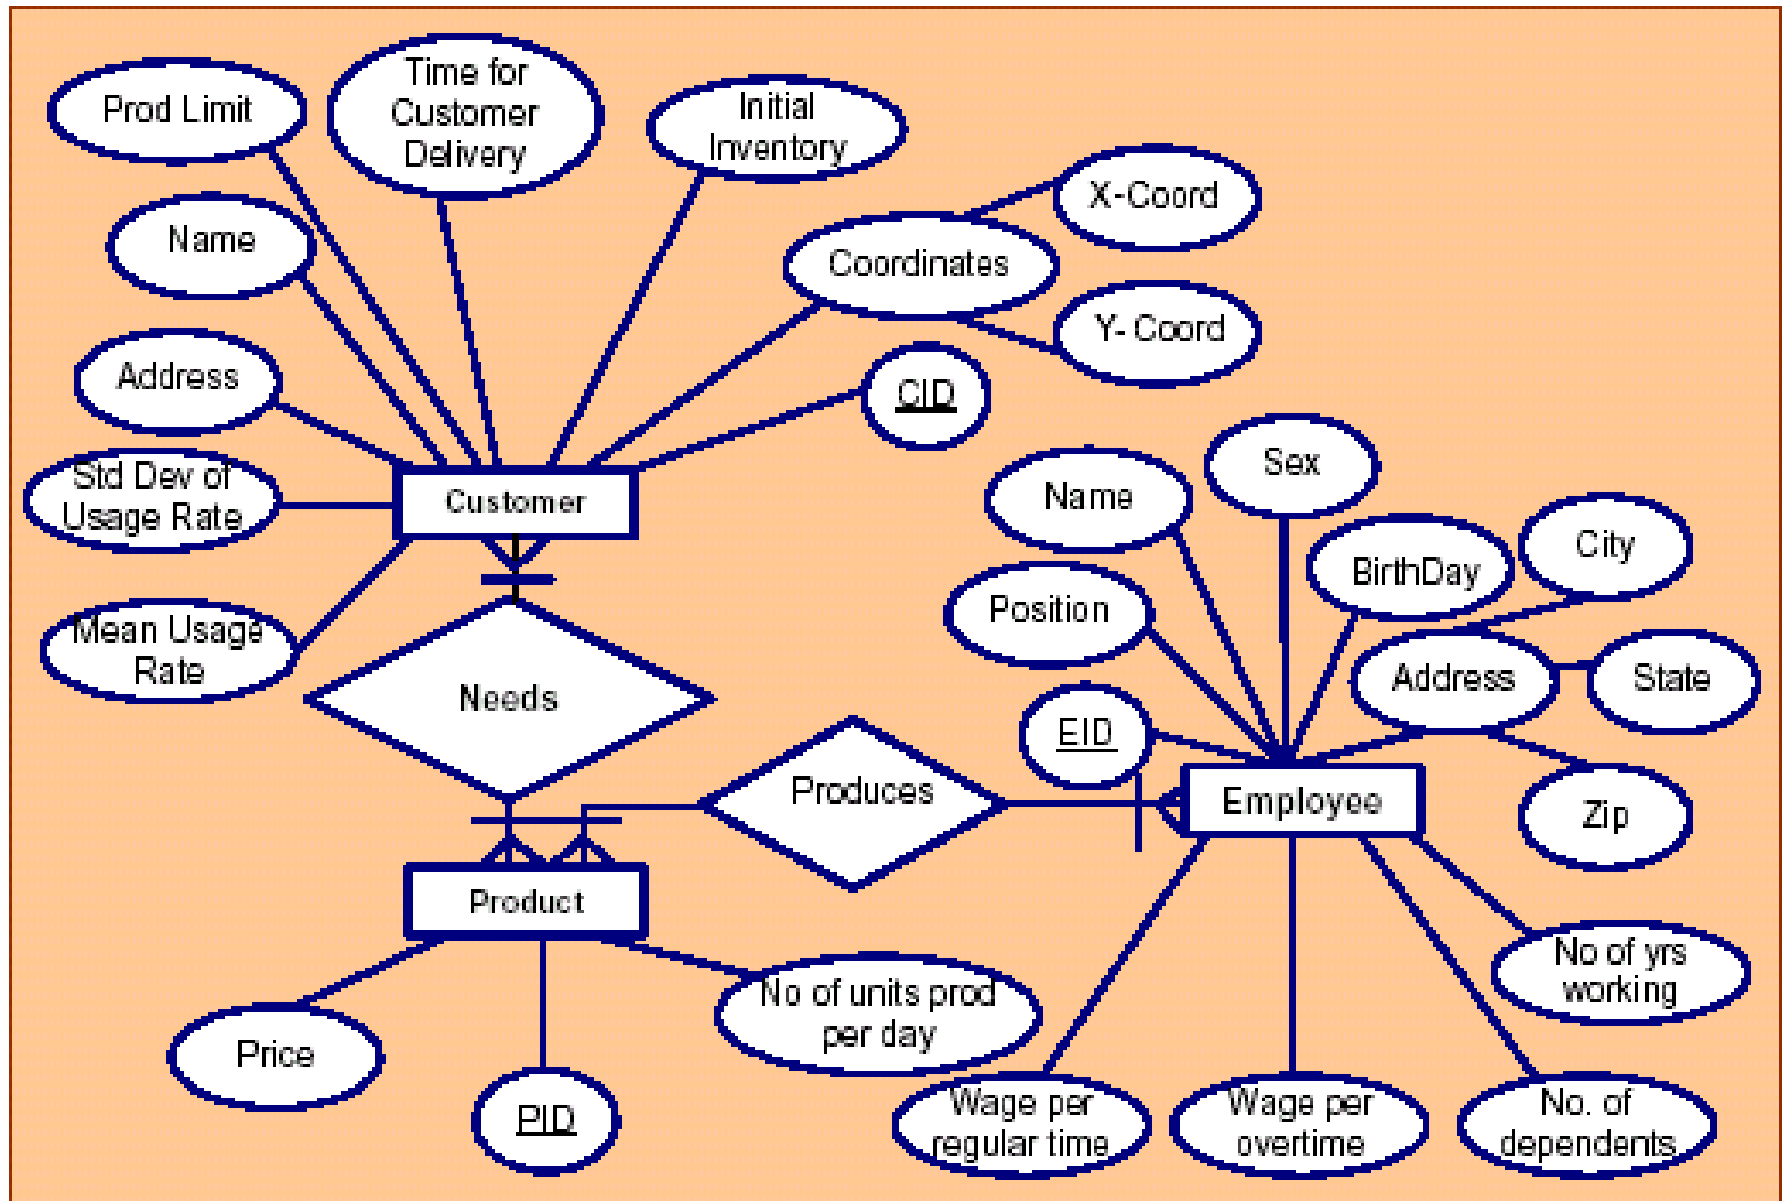 Prod Limit
Time for
Customer
Delivery
Initial
Inventory
X-Coord
Name
Coordinates
Y- Coord
Address
CID
Std Dev of
Usage Rate
Customer
Name
Sex
City
BirthDay
Position
Mean Usage
Rate
Needs
Address
State
EID
Produces
Employee
Zip
Product
No of yrs
working
No of units prod
per day
Price
PID
Wage per
regular time
Wage per
overtime
No. of
dependents